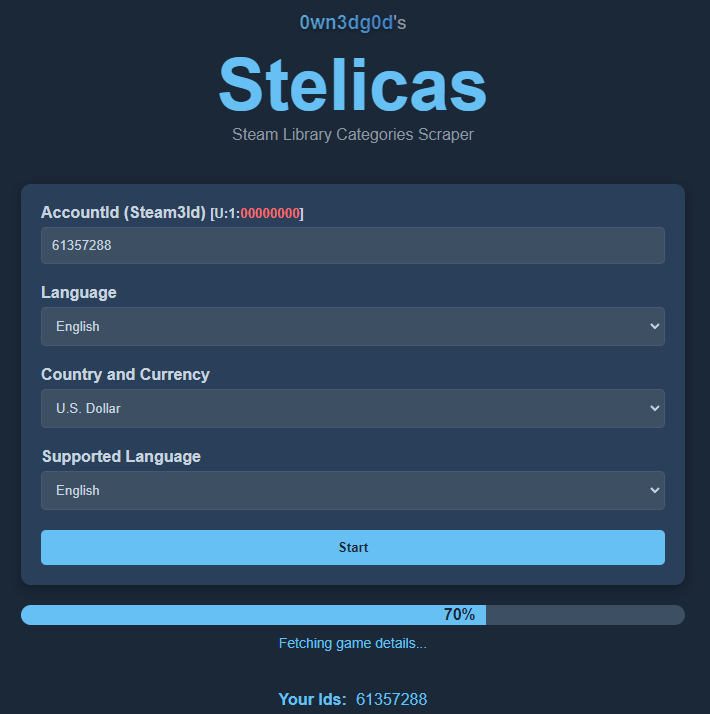 0wn3dg0d's
Stelicas
Steam Library Categories Scraper
AccountId (Steam3Id) [U:1:00000000]
61357288
Language
English
Country and Currency
U.S. Dollar
Supported Language
English
Start
70%
Fetching game details...
Your Ids: 61357288